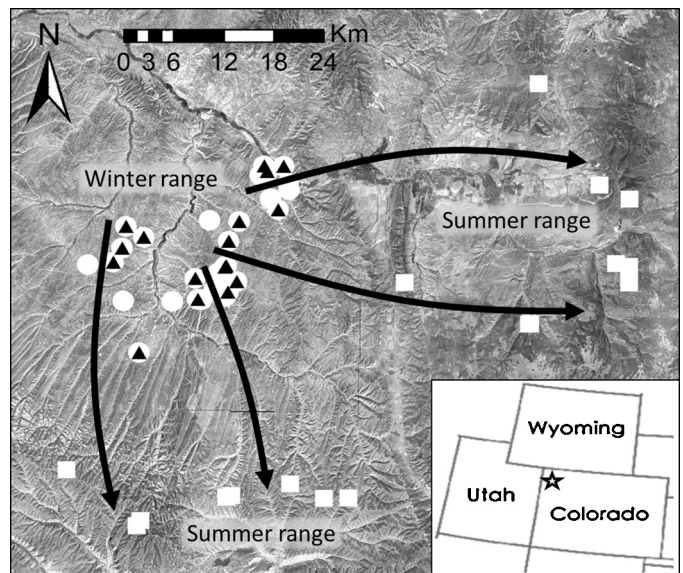 N
Km
0 3 6 12 18 24
Winter range
Summer range
Summer range
Wyoming
Utah
Colorado